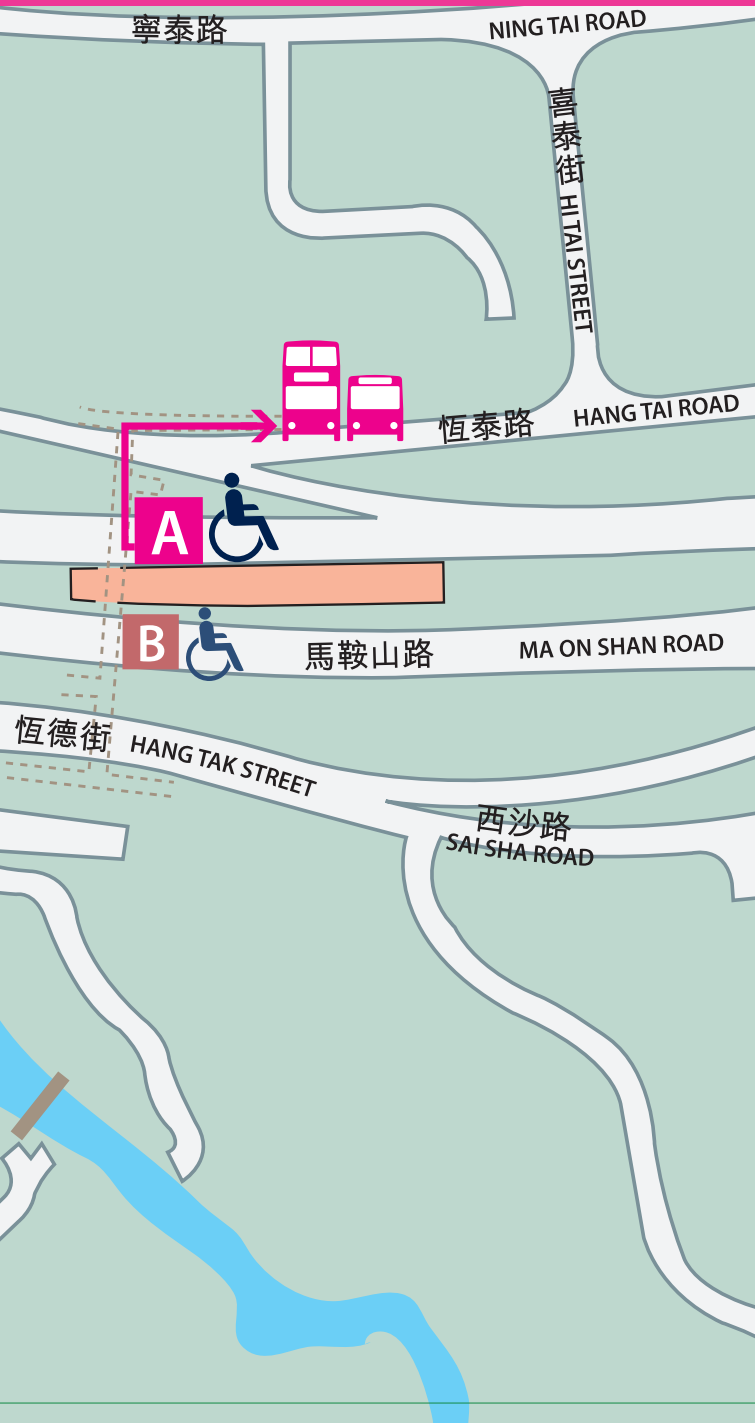 寧泰路
NING TAI ROAD
喜泰街
HI TAI STREET
恆泰路
HANG TAI ROAD
A
B
馬鞍山路
MA ON SHAN ROAD
恆德街
HANG TAK STREET
西沙路
SAI SHA ROAD